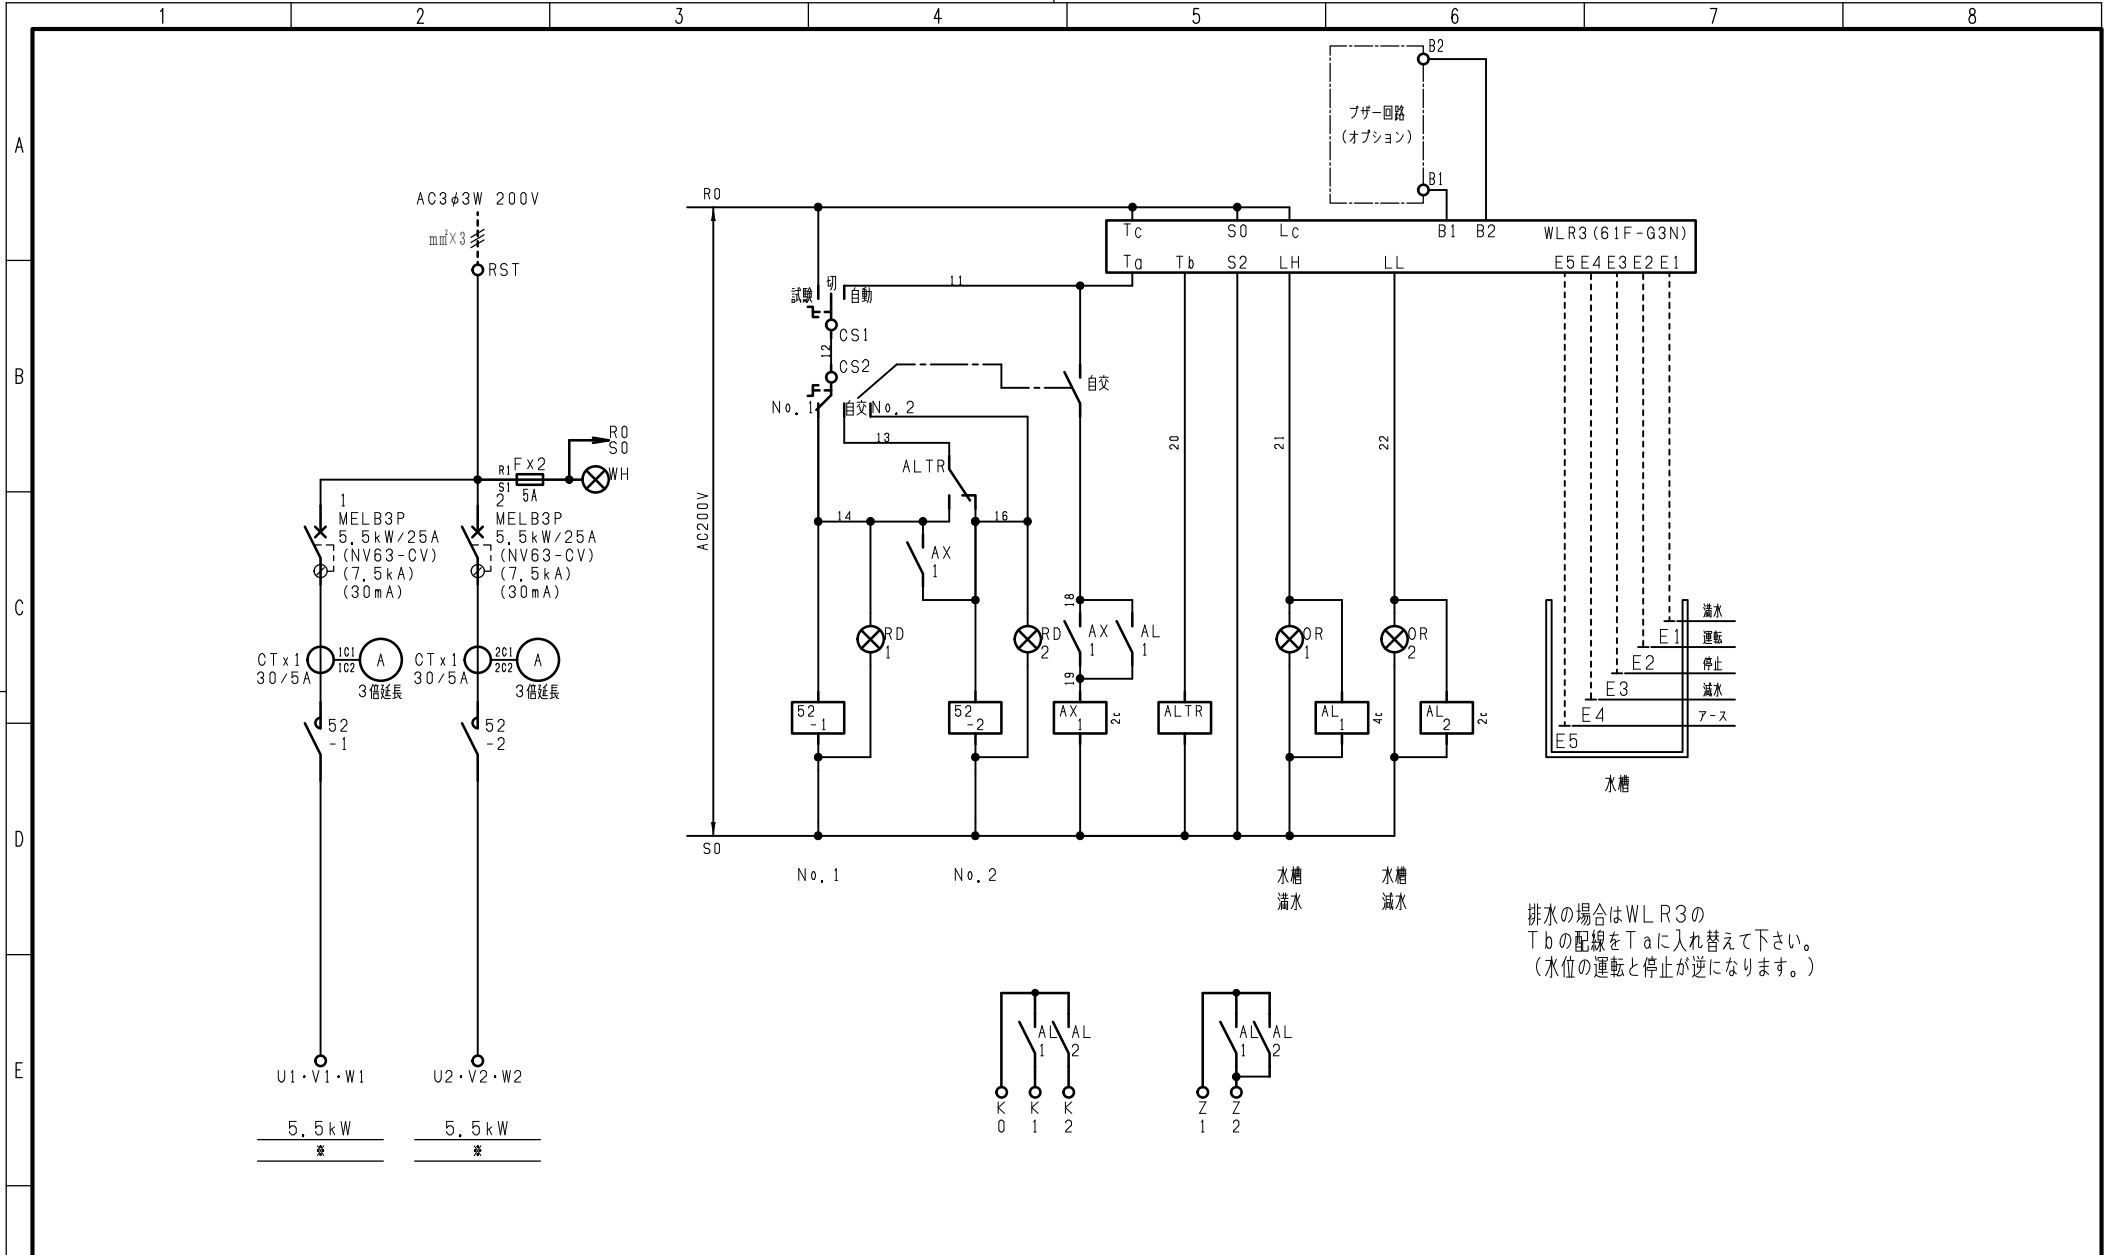 1 2 3 4 5 6 7 8
A
B
C
D
E
AC3φ3W 200V
mm²×3
RST
R0
S0
R1
S1
F×2
5A
WH
1
MELB3P
5.5kW/25A
(NV63-CV)
(7.5kA)
(30mA)
2
MELB3P
5.5kW/25A
(NV63-CV)
(7.5kA)
(30mA)
CT×1
30/5A
1C1
1C2
A
3倍延長
CT×1
30/5A
2C1
2C2
A
3倍延長
52
-1
52
-2
U1・V1・W1
U2・V2・W2
5.5kW
※
5.5kW
※
R0
AC200V
S0
試験
切
自動
CS1
12
CS2
No.1
自交
No.2
11
13
ALTR
14
16
AX
1
RD
1
RD
2
自交
18
AX
1
AL
1
19
20
21
22
OR
1
OR
2
52
-1
52
-2
AX
1
2c
ALTR
AL
1
4c
AL
2
2c
No.1
No.2
水槽
満水
水槽
減水
ブザー回路
(オプション)
B2
B1
Tc S0 Lc B1 B2 WLR3(61F-G3N)
Ta Tb S2 LH LL E5 E4 E3 E2 E1
満水
E1 運転
E2 停止
E3 減水
E4 アース
E5
水槽
排水の場合はWLR3の
Tbの配線をTaに入れ替えて下さい。
(水位の運転と停止が逆になります。)
AL
1
AL
2
K
0
K
1
K
2
AL
1
AL
2
Z
1
Z
2